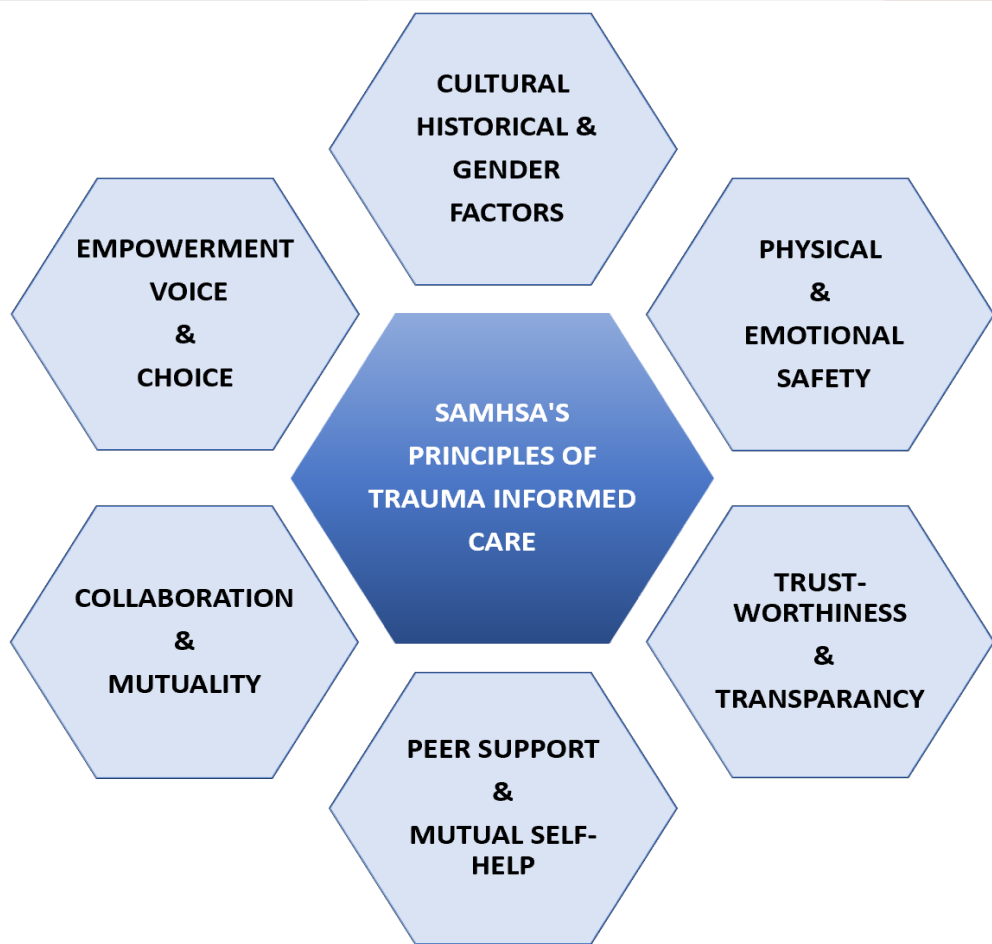 CULTURAL
HISTORICAL &
GENDER
FACTORS
PHYSICAL
&
EMOTIONAL
SAFETY
TRUST-
WORTHINESS
&
TRANSPARANCY
PEER SUPPORT
&
MUTUAL SELF-
HELP
COLLABORATION
&
MUTUALITY
EMPOWERMENT
VOICE
&
CHOICE
SAMHSA'S
PRINCIPLES OF
TRAUMA INFORMED
CARE